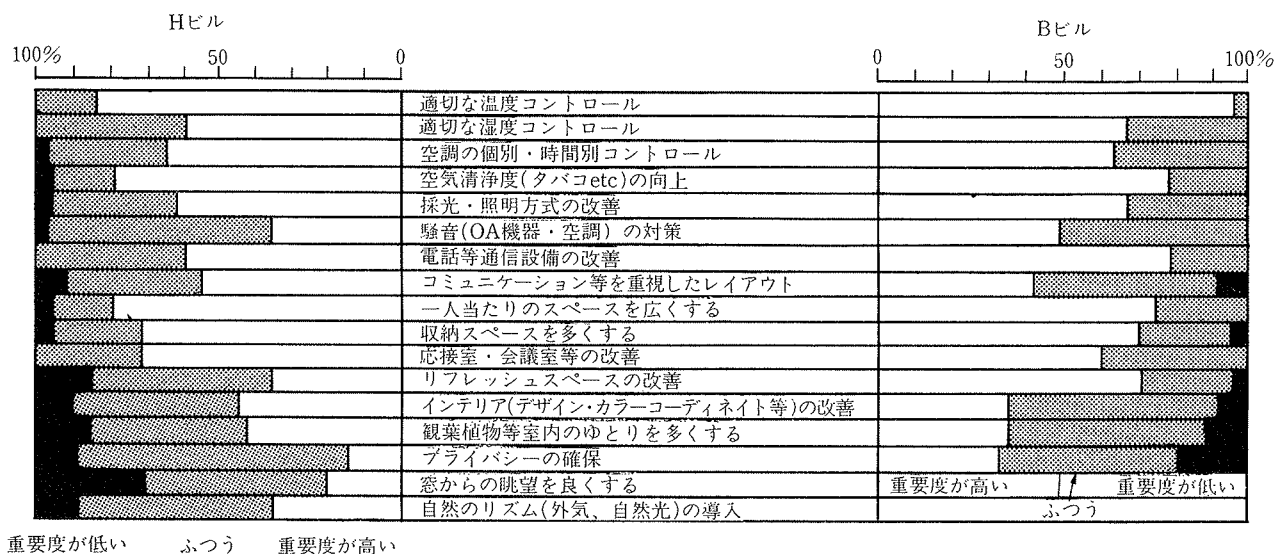 Hビル
Bビル
100%
50
0
0
50
100%
適切な温度コントロール
適切な湿度コントロール
空調の個別・時間別コントロール
空気清浄度(タバコetc)の向上
採光・照明方式の改善
騒音(OA機器・空調)の対策
電話等通信設備の改善
コミュニケーション等を重視したレイアウト
一人当たりのスペースを広くする
収納スペースを多くする
応接室・会議室等の改善
リフレッシュスペースの改善
インテリア(デザイン・カラーコーディネイト等)の改善
観葉植物等室内のゆとりを多くする
プライバシーの確保
窓からの眺望を良くする
自然のリズム(外気、自然光)の導入
重要度が高い
重要度が低い
ふつう
重要度が低い
ふつう
重要度が高い